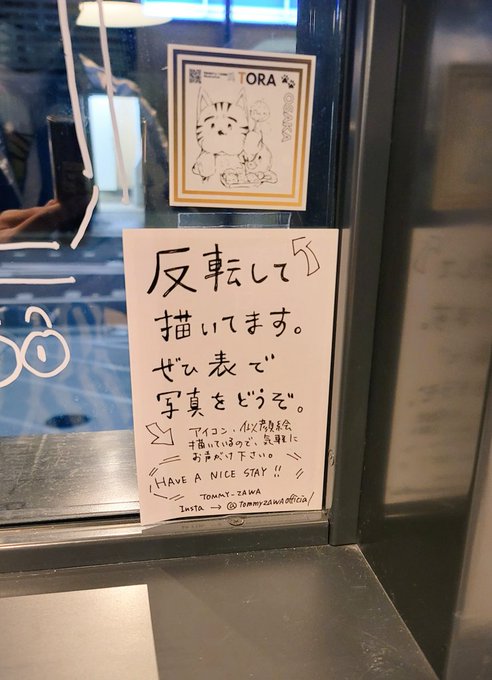 TORA
OSAKA
反転して
描いてます。
ぜひ表で
写真をどうぞ。
アイコン、似顔絵
描いているので、気軽に
お声がけ下さい。
HAVE A NICE STAY !!
TOMMY-ZAWA
Insta → @TommyZAWAofficial